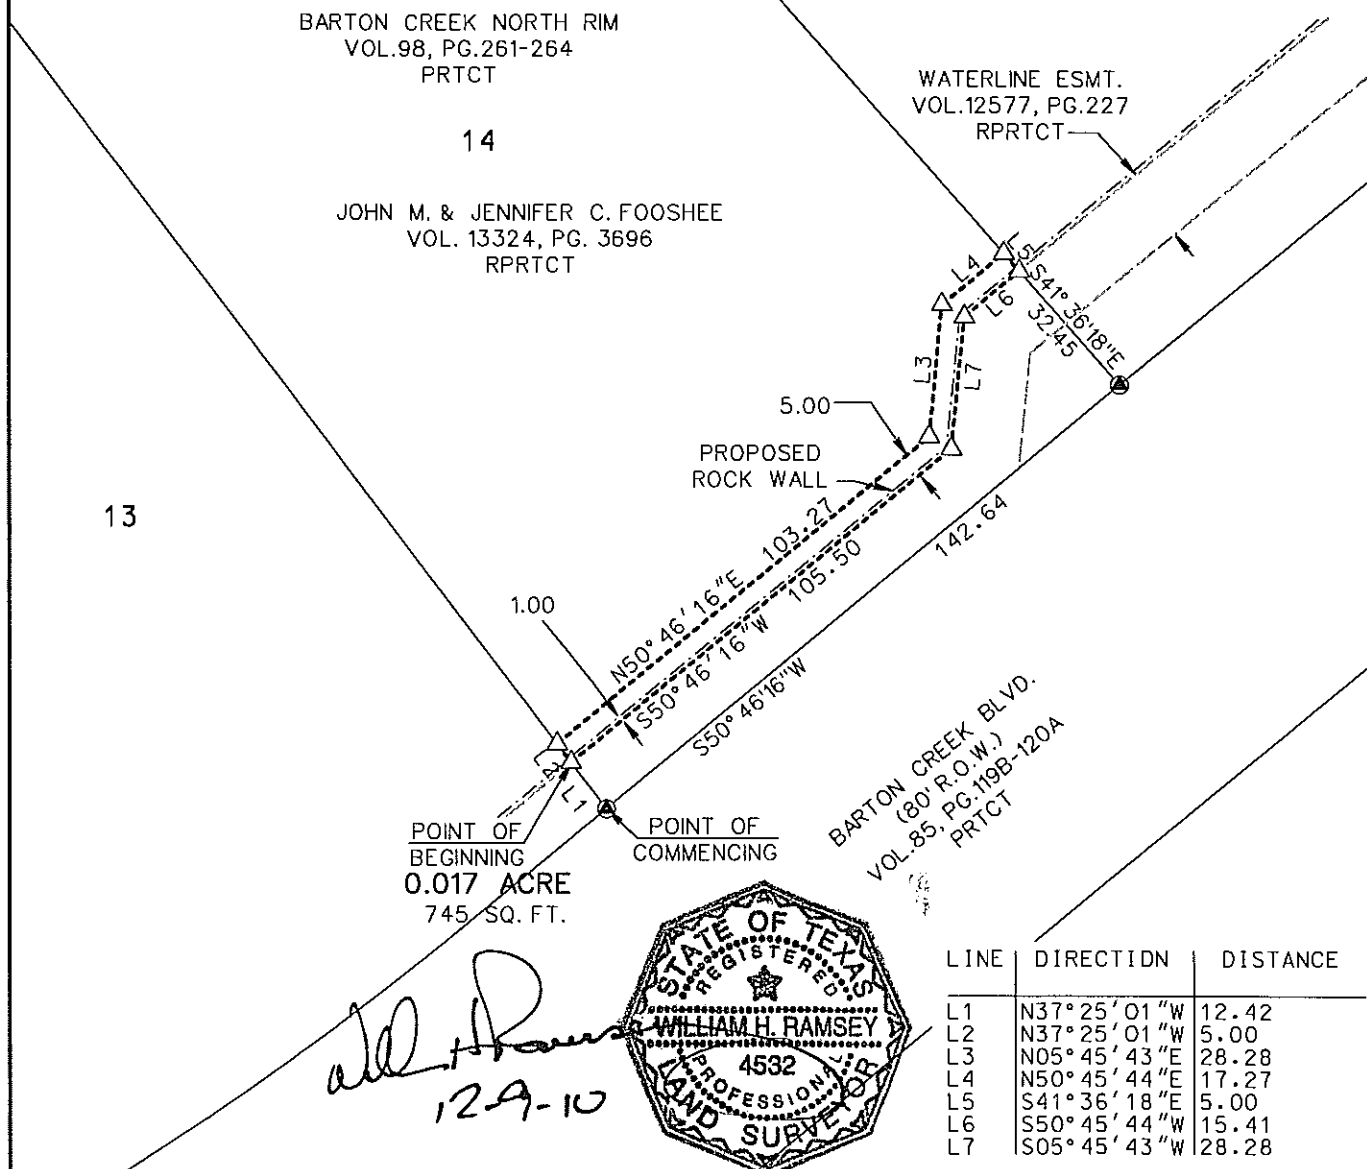 BARTON CREEK NORTH RIM
VOL.98, PG.261-264
PRTCT
14
JOHN M. & JENNIFER C. FOOSHEE
VOL. 13324, PG. 3696
RPRTCT
WATERLINE ESMT.
VOL.12577, PG.227
RPRTCT
L4
L5
S41°36'18"E
32.45
L6
L3
L7
5.00
PROPOSED
ROCK WALL
13
N50°46'16"E 103.27
S50°46'16"W 105.50
142.64
S50°46'16"W
1.00
L2
L1
POINT OF
BEGINNING
0.017 ACRE
745 SQ. FT.
POINT OF
COMMENCING
BARTON CREEK BLVD.
(80' R.O.W.)
VOL.85, PG.119B-120A
PRTCT
STATE OF TEXAS
REGISTERED
WILLIAM H. RAMSEY
4532
PROFESSIONAL
LAND SURVEYOR
12-9-10
LINE DIRECTION DISTANCE
L1 N37°25'01"W 12.42
L2 N37°25'01"W 5.00
L3 N05°45'43"E 28.28
L4 N50°45'44"E 17.27
L5 S41°36'18"E 5.00
L6 S50°45'44"W 15.41
L7 S05°45'43"W 28.28